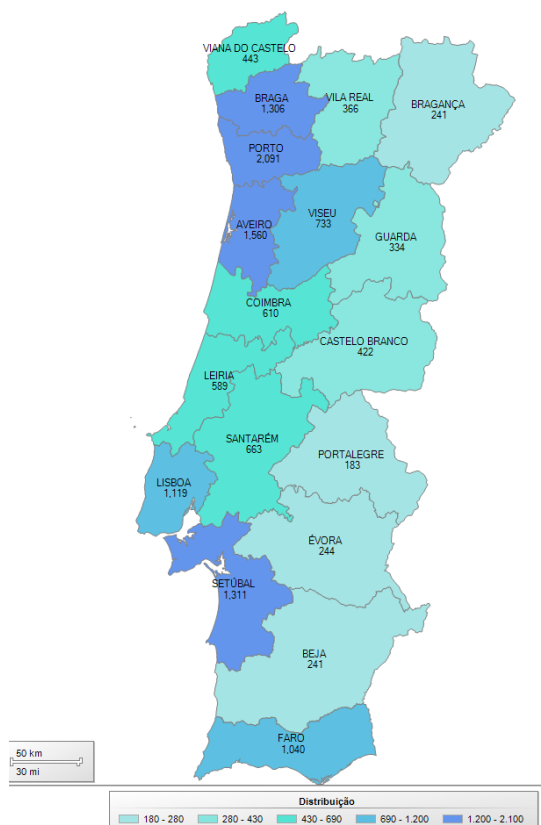 VIANA DO CASTELO
443
BRAGA
1,306
VILA REAL
366
BRAGANÇA
241
PORTO
2,091
AVEIRO
1,560
VISEU
733
GUARDA
334
COIMBRA
610
CASTELO BRANCO
422
LEIRIA
589
SANTARÉM
663
PORTALEGRE
183
LISBOA
1,119
ÉVORA
244
SETÚBAL
1,311
BEJA
241
FARO
1,040
50 km
30 mi
Distribuição
180 - 280 280 - 430 430 - 690 690 - 1.200 1.200 - 2.100